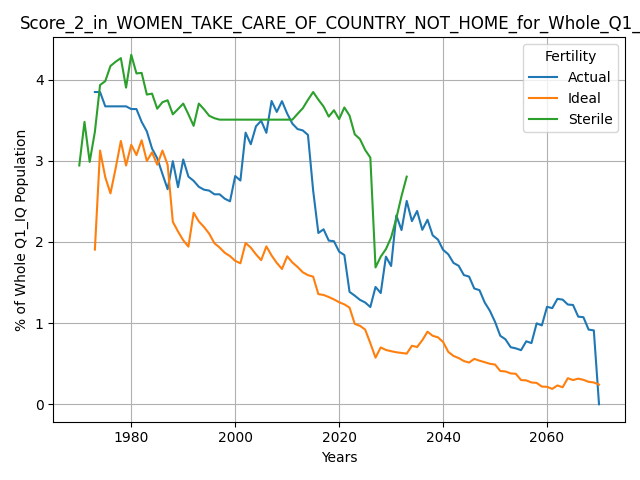 Score_2_in_WOMEN_TAKE_CARE_OF_COUNTRY_NOT_HOME_for_Whole_Q1_
Fertility
Actual
Ideal
Sterile
% of Whole Q1_IQ Population
4
3
2
1
0
1980 2000 2020 2040 2060
Years